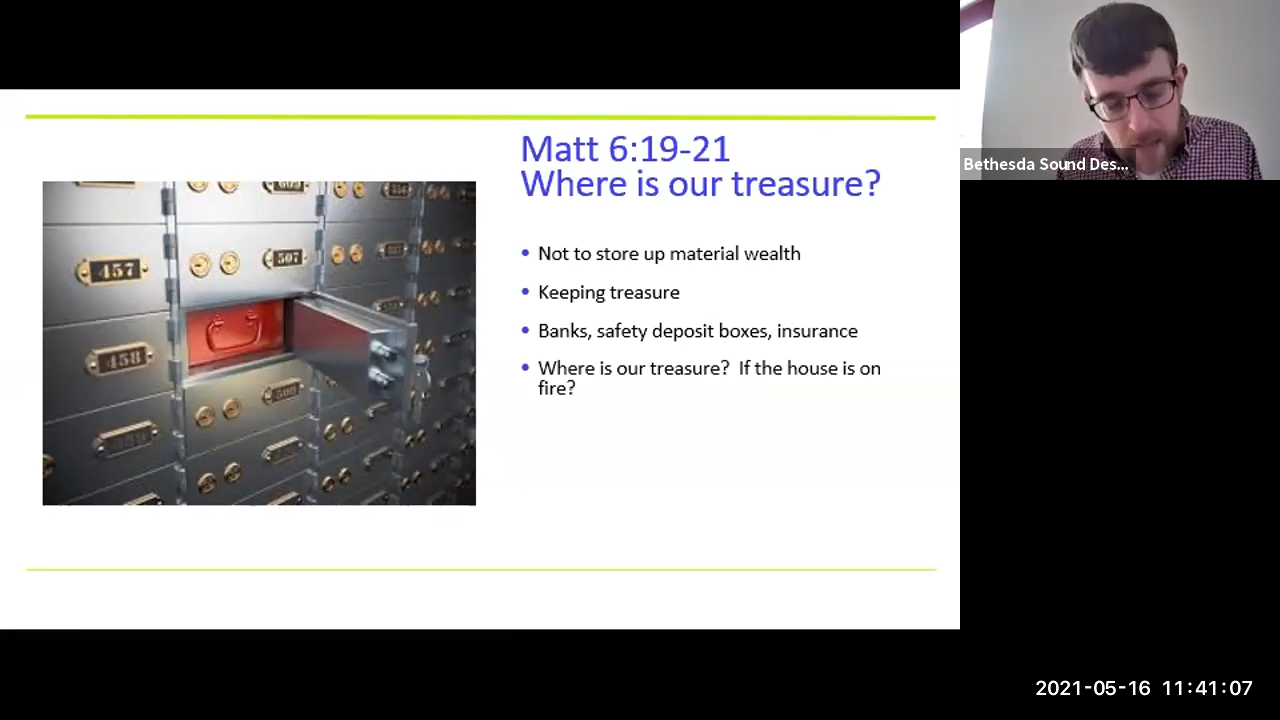 Matt 6:19-21
Where is our treasure?
• Not to store up material wealth
• Keeping treasure
• Banks, safety deposit boxes, insurance
• Where is our treasure?  If the house is on
fire?
457
507
458
Bethesda Sound Des...
2021-05-16 11:41:07